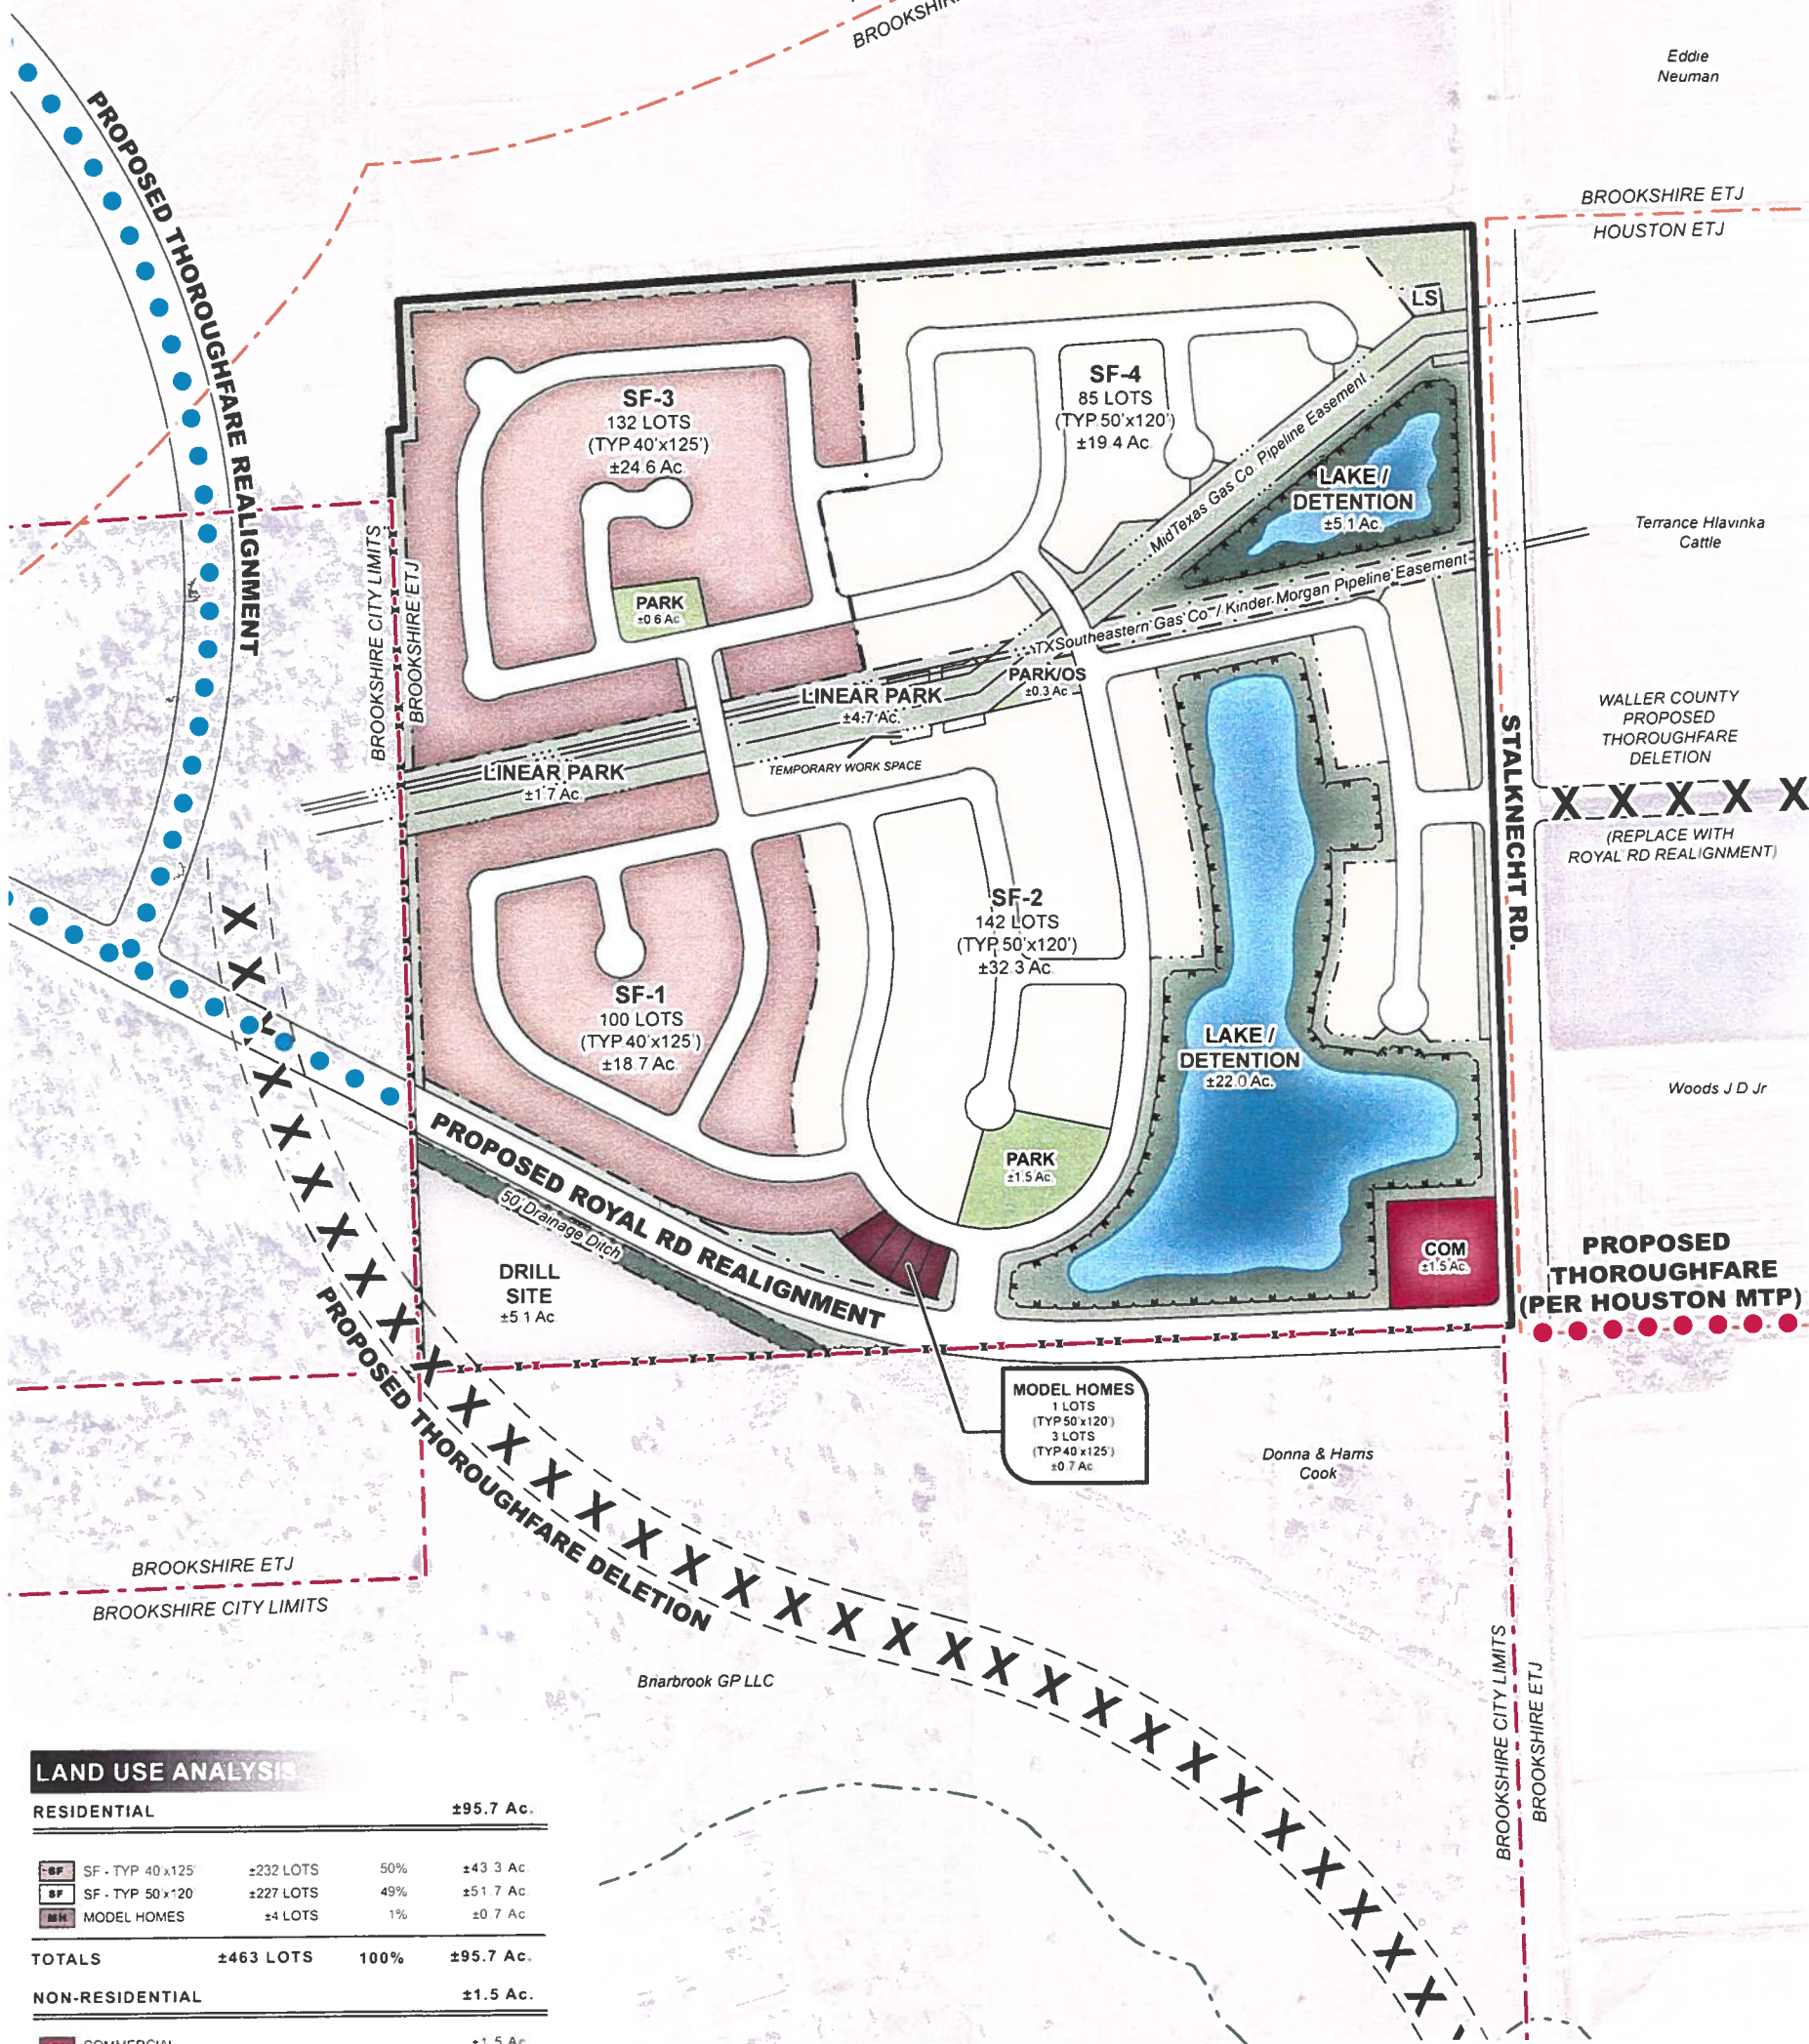 BROOKSHIRE ETJ
HOUSTON ETJ
Eddie
Neuman
PROPOSED THOROUGHFARE REALIGNMENT
LS
SF-3
132 LOTS
(TYP 40'x125')
±24.6 Ac.
SF-4
85 LOTS
(TYP 50'x120')
±19.4 Ac.
MidTexas Gas Co. Pipeline Easement
LAKE /
DETENTION
±5.1 Ac.
Terrance Hlavinka
Cattle
BROOKSHIRE CITY LIMITS
BROOKSHIRE ETJ
PARK
±0.6 Ac
TXSoutheastern Gas Co. / Kinder-Morgan Pipeline Easement
PARK/OS
±0.3 Ac
LINEAR PARK
±4.7 Ac.
LINEAR PARK
±1.7 Ac.
TEMPORARY WORK SPACE
STALKNECHT RD.
WALLER COUNTY
PROPOSED
THOROUGHFARE
DELETION
X X X X X
(REPLACE WITH
ROYAL RD REALIGNMENT)
SF-2
142 LOTS
(TYP 50'x120')
±32.3 Ac.
SF-1
100 LOTS
(TYP 40'x125')
±18.7 Ac.
LAKE /
DETENTION
±22.0 Ac.
Woods J D Jr
PARK
±1.5 Ac.
PROPOSED ROYAL RD REALIGNMENT
50' Drainage Ditch
DRILL
SITE
±5.1 Ac
COM
±1.5 Ac.
PROPOSED
THOROUGHFARE
(PER HOUSTON MTP)
MODEL HOMES
1 LOTS
(TYP 50'x120')
3 LOTS
(TYP 40'x125')
±0.7 Ac.
Donna & Harris
Cook
PROPOSED THOROUGHFARE DELETION
BROOKSHIRE ETJ
BROOKSHIRE CITY LIMITS
Briarbrook GP LLC
BROOKSHIRE CITY LIMITS
BROOKSHIRE ETJ
LAND USE ANALYSIS
RESIDENTIAL ±95.7 Ac.
SF SF - TYP 40'x125' ±232 LOTS 50% ±43.3 Ac.
SF SF - TYP 50'x120' ±227 LOTS 49% ±51.7 Ac.
MH MODEL HOMES ±4 LOTS 1% ±0.7 Ac.
TOTALS ±463 LOTS 100% ±95.7 Ac.
NON-RESIDENTIAL ±1.5 Ac.
COMMERCIAL ±1.5 Ac